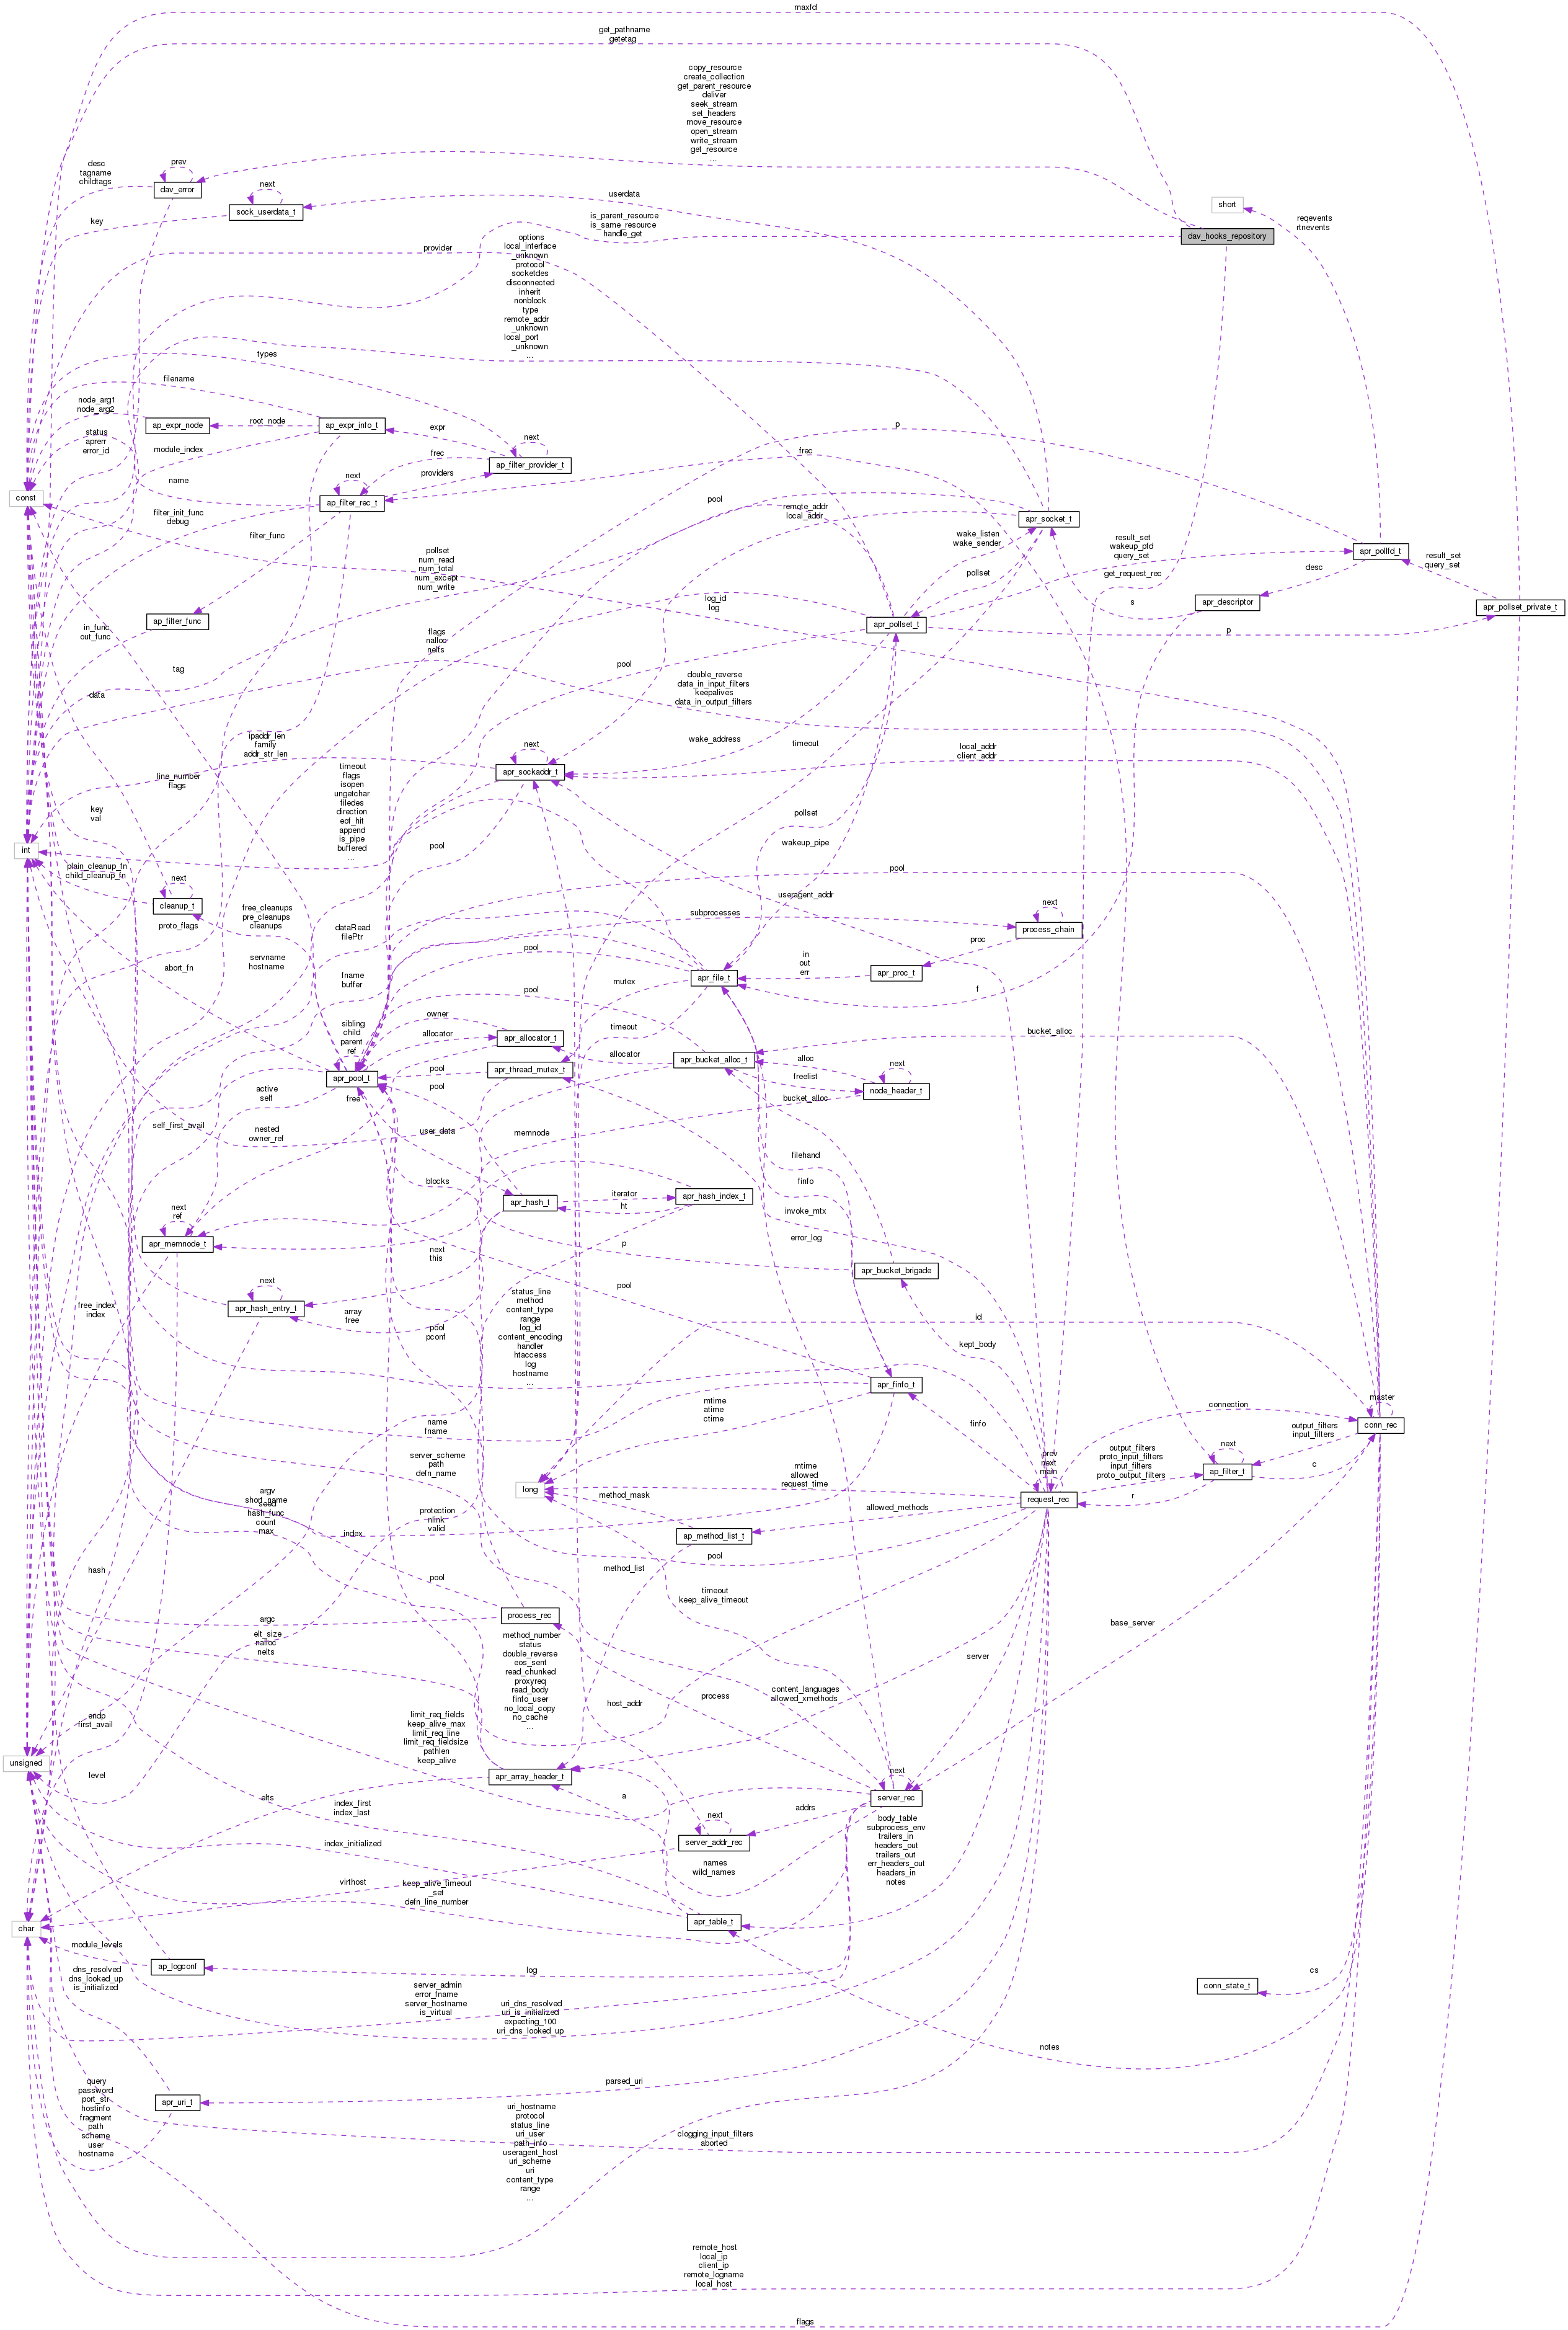 maxfd
get_pathname
getetag
copy_resource
create_collection
get_parent_resource
deliver
seek_stream
set_headers
move_resource
open_stream
write_stream
get_resource
...
desc
tagname
childtags
prev
dav_error
next
sock_userdata_t
key
userdata
short
reqevents
rtnevents
dav_hooks_repository
is_parent_resource
is_same_resource
handle_get
provider
options
local_interface
_unknown
protocol
socketdes
disconnected
inherit
nonblock
type
remote_addr
_unknown
local_port
_unknown
...
types
filename
node_arg1
node_arg2
ap_expr_node
root_node
ap_expr_info_t
expr
next
ap_filter_provider_t
status
aprerr
error_id
module_index
frec
providers
next
ap_filter_rec_t
name
const
p
frec
pool
remote_addr
local_addr
apr_socket_t
wake_listen
wake_sender
result_set
wakeup_pfd
query_set
apr_pollfd_t
result_set
query_set
filter_init_func
debug
filter_func
pollset
num_read
num_total
num_except
num_write
pollset
get_request_rec
desc
apr_descriptor
s
apr_pollset_private_t
ap_filter_func
log_id
log
apr_pollset_t
p
in_func
out_func
flags
nalloc
nelts
tag
pool
double_reverse
data_in_input_filters
keepalives
data_in_output_filters
data
ipaddr_len
family
addr_str_len
next
apr_sockaddr_t
wake_address
timeout
local_addr
client_addr
line_number
flags
timeout
flags
isopen
ungetchar
filedes
direction
eof_hit
append
is_pipe
buffered
...
key
val
pollset
wakeup_pipe
pool
int
plain_cleanup_fn
child_cleanup_fn
next
cleanup_t
pool
useragent_addr
proto_flags
free_cleanups
pre_cleanups
cleanups
dataRead
filePtr
subprocesses
next
process_chain
proc
apr_proc_t
in
out
err
apr_file_t
pool
abort_fn
servname
hostname
fname
buffer
mutex
pool
f
sibling
child
parent
ref
owner
allocator
apr_allocator_t
timeout
bucket_alloc
apr_pool_t
pool
apr_thread_mutex_t
allocator
apr_bucket_alloc_t
alloc
freelist
next
node_header_t
active
self
free
pool
bucket_alloc
self_first_avail
nested
owner_ref
user_data
memnode
filehand
finfo
blocks
apr_hash_t
iterator
ht
apr_hash_index_t
invoke_mtx
error_log
next
ref
apr_memnode_t
next
this
p
apr_bucket_brigade
next
apr_hash_entry_t
free_index
index
array
free
pool
pconf
status_line
method
content_type
range
log_id
content_encoding
handler
htaccess
log
hostname
...
pool
id
kept_body
apr_finfo_t
mtime
atime
ctime
finfo
connection
master
conn_rec
name
fname
output_filters
input_filters
next
ap_filter_t
c
r
output_filters
proto_input_filters
input_filters
proto_output_filters
prev
next
main
request_rec
server_scheme
path
defn_name
mtime
allowed
request_time
long
method_mask
allowed_methods
ap_method_list_t
argv
short_name
seed
hash_func
count
max
protection
nlink
valid
index
pool
method_list
hash
pool
timeout
keep_alive_timeout
process_rec
argc
base_server
elt_size
nalloc
nelts
method_number
status
double_reverse
eos_sent
read_chunked
proxyreq
read_body
finfo_user
no_local_copy
no_cache
...
server
content_languages
allowed_xmethods
process
host_addr
endp
first_avail
limit_req_fields
keep_alive_max
limit_req_line
limit_req_fieldsize
pathlen
keep_alive
unsigned
level
apr_array_header_t
next
server_rec
elts
index_first
index_last
a
addrs
next
server_addr_rec
body_table
subprocess_env
trailers_in
headers_out
trailers_out
err_headers_out
headers_in
notes
index_initialized
names
wild_names
virthost
keep_alive_timeout
_set
defn_line_number
apr_table_t
char
module_levels
ap_logconf
log
cs
conn_state_t
dns_resolved
dns_looked_up
is_initialized
server_admin
error_fname
server_hostname
is_virtual
uri_dns_resolved
uri_is_initialized
expecting_100
uri_dns_looked_up
notes
parsed_uri
apr_uri_t
query
password
port_str
hostinfo
fragment
path
scheme
user
hostname
uri_hostname
protocol
status_line
uri_user
path_info
useragent_host
uri_scheme
uri
content_type
range
...
clogging_input_filters
aborted
remote_host
local_ip
client_ip
remote_logname
local_host
flags